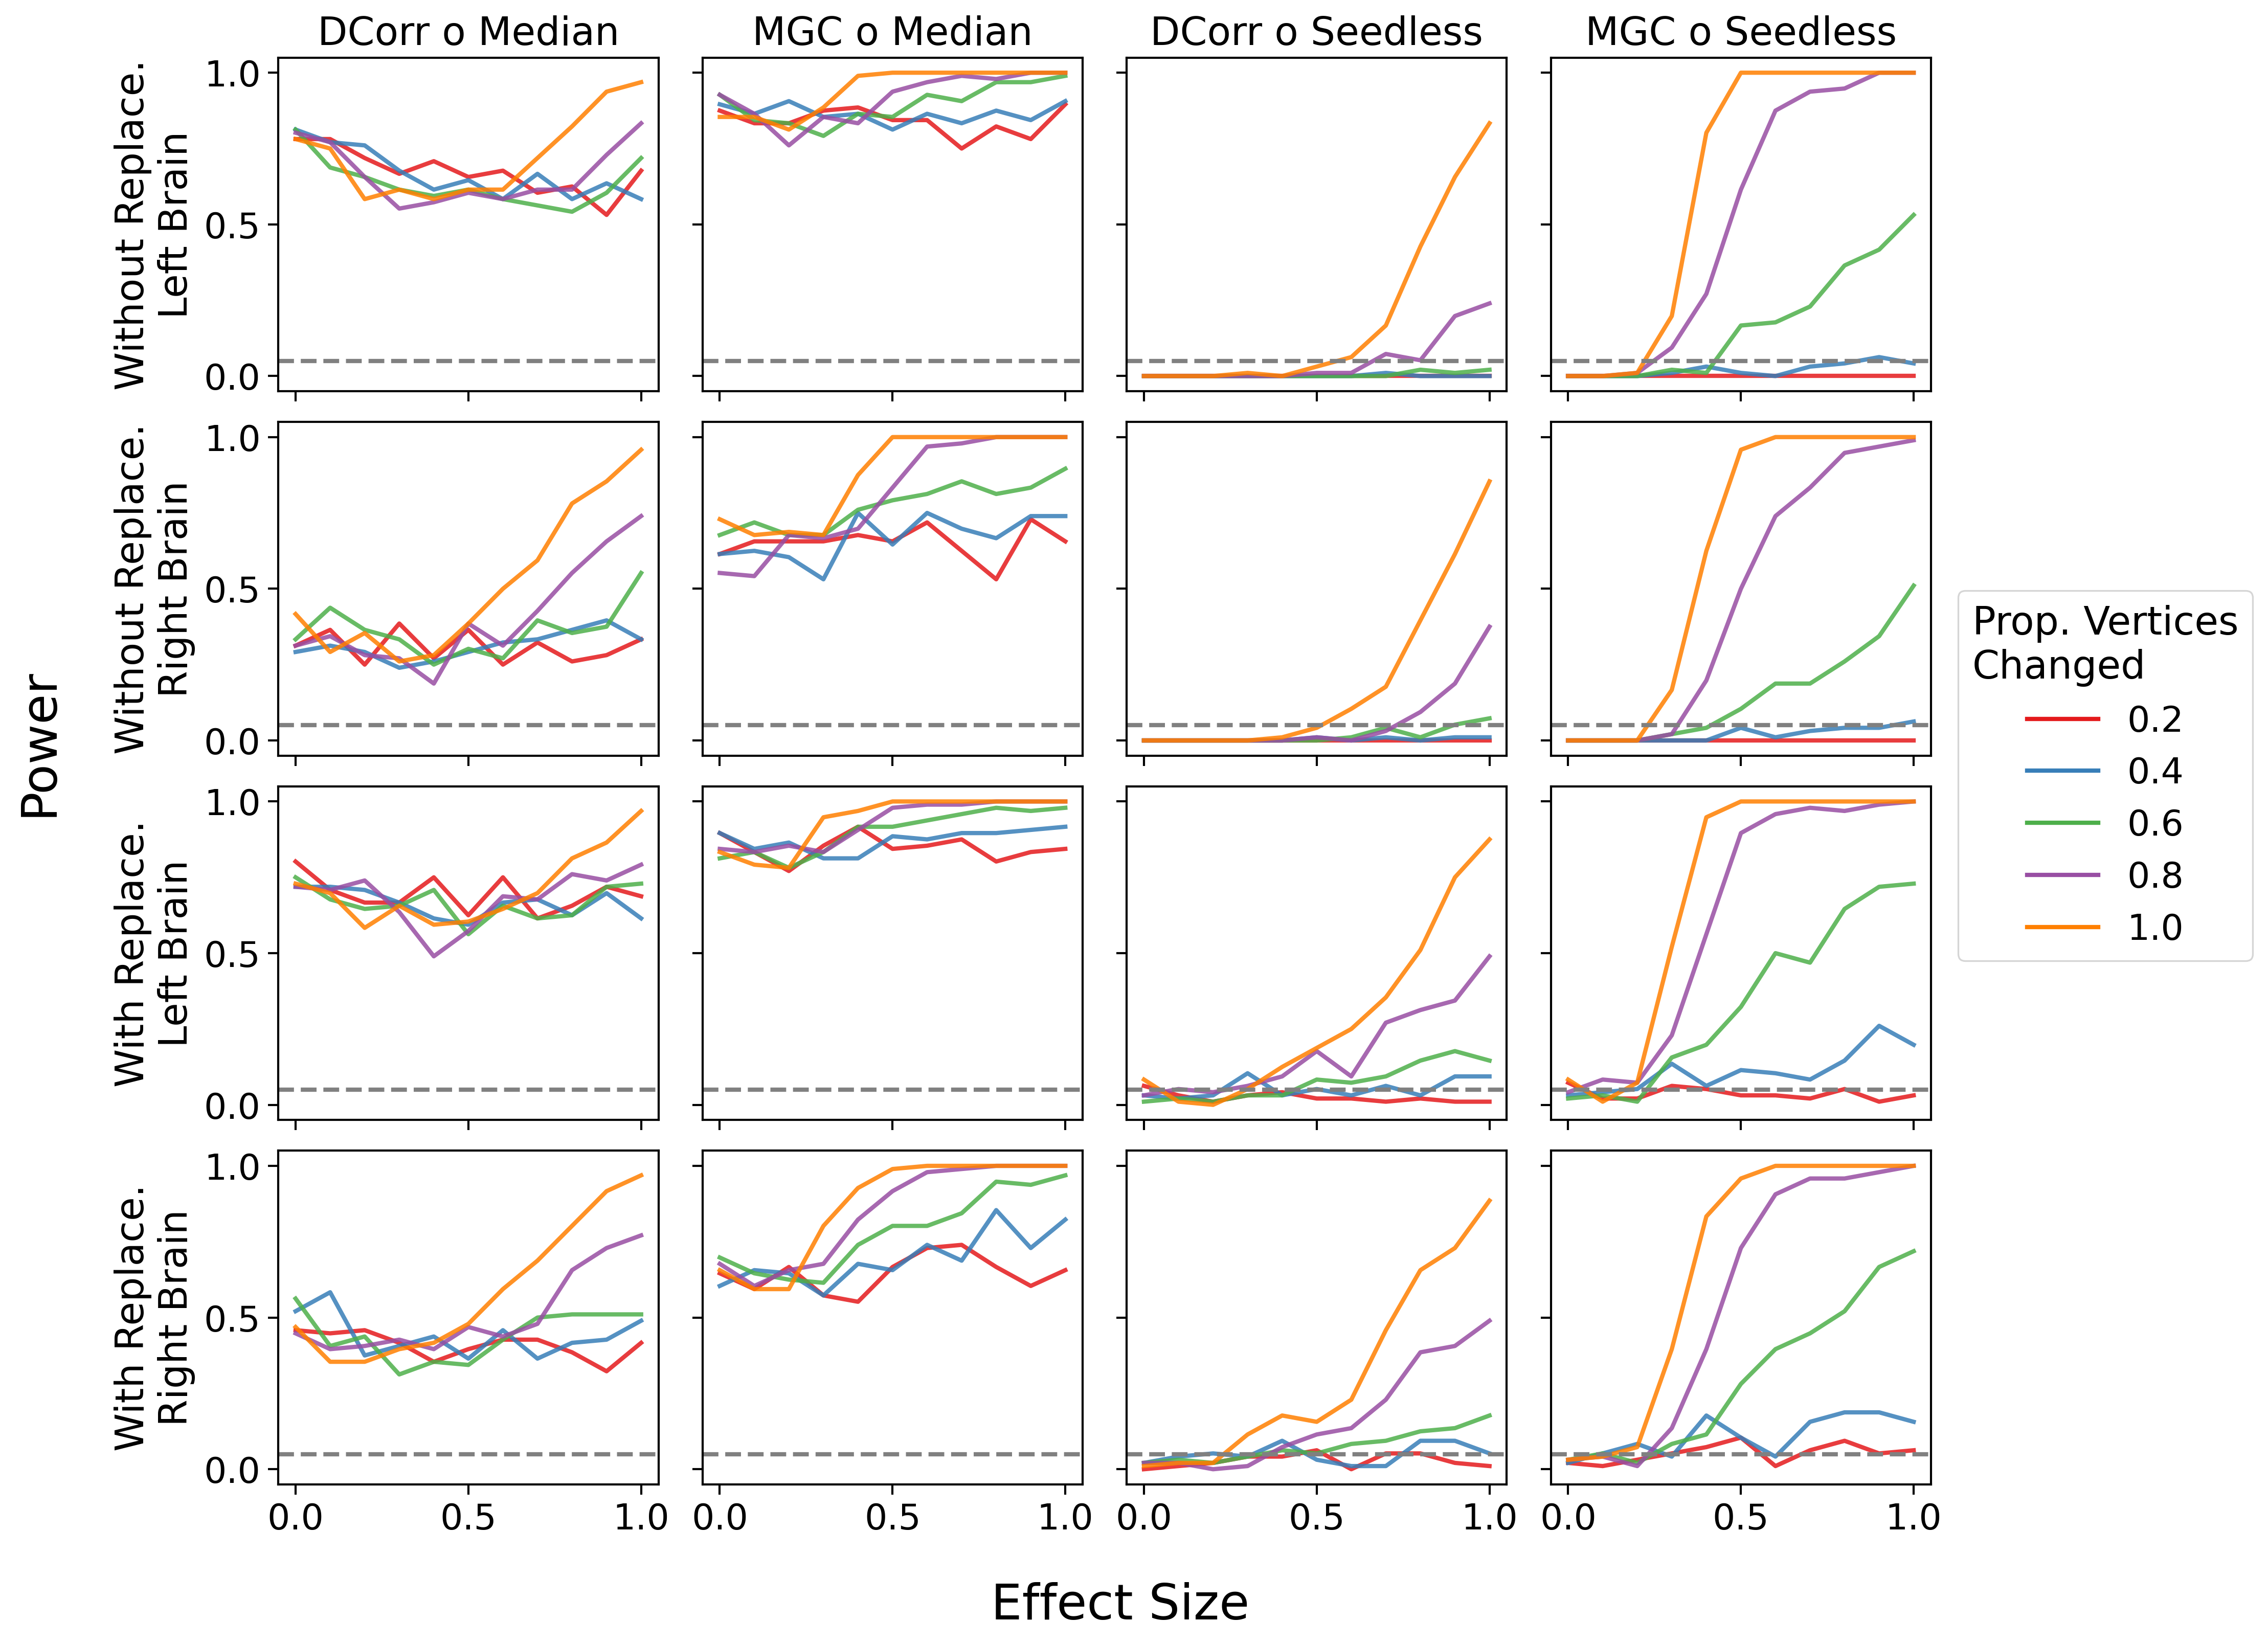 DCorr o Median
MGC o Median
DCorr o Seedless
MGC o Seedless
Power
Without Replace.
Left Brain
1.0
0.5
0.0
Without Replace.
Right Brain
1.0
0.5
0.0
With Replace.
Left Brain
1.0
0.5
0.0
With Replace.
Right Brain
1.0
0.5
0.0
0.0 0.5 1.0
0.0 0.5 1.0
0.0 0.5 1.0
0.0 0.5 1.0
Effect Size
Prop. Vertices
Changed
0.2
0.4
0.6
0.8
1.0